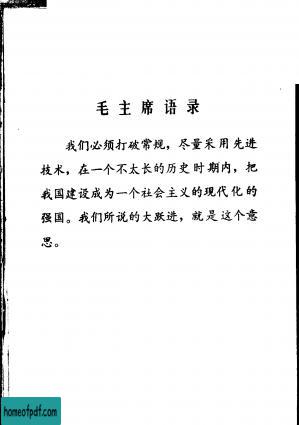 毛主席语录
我们必须打破常规，尽量采用先进
技术，在一个不太长的历史时期内，把
我国建设成为一个社会主义的现代化的
强国。我们所说的大跃进，就是这个意
思。
homeofpdf.com